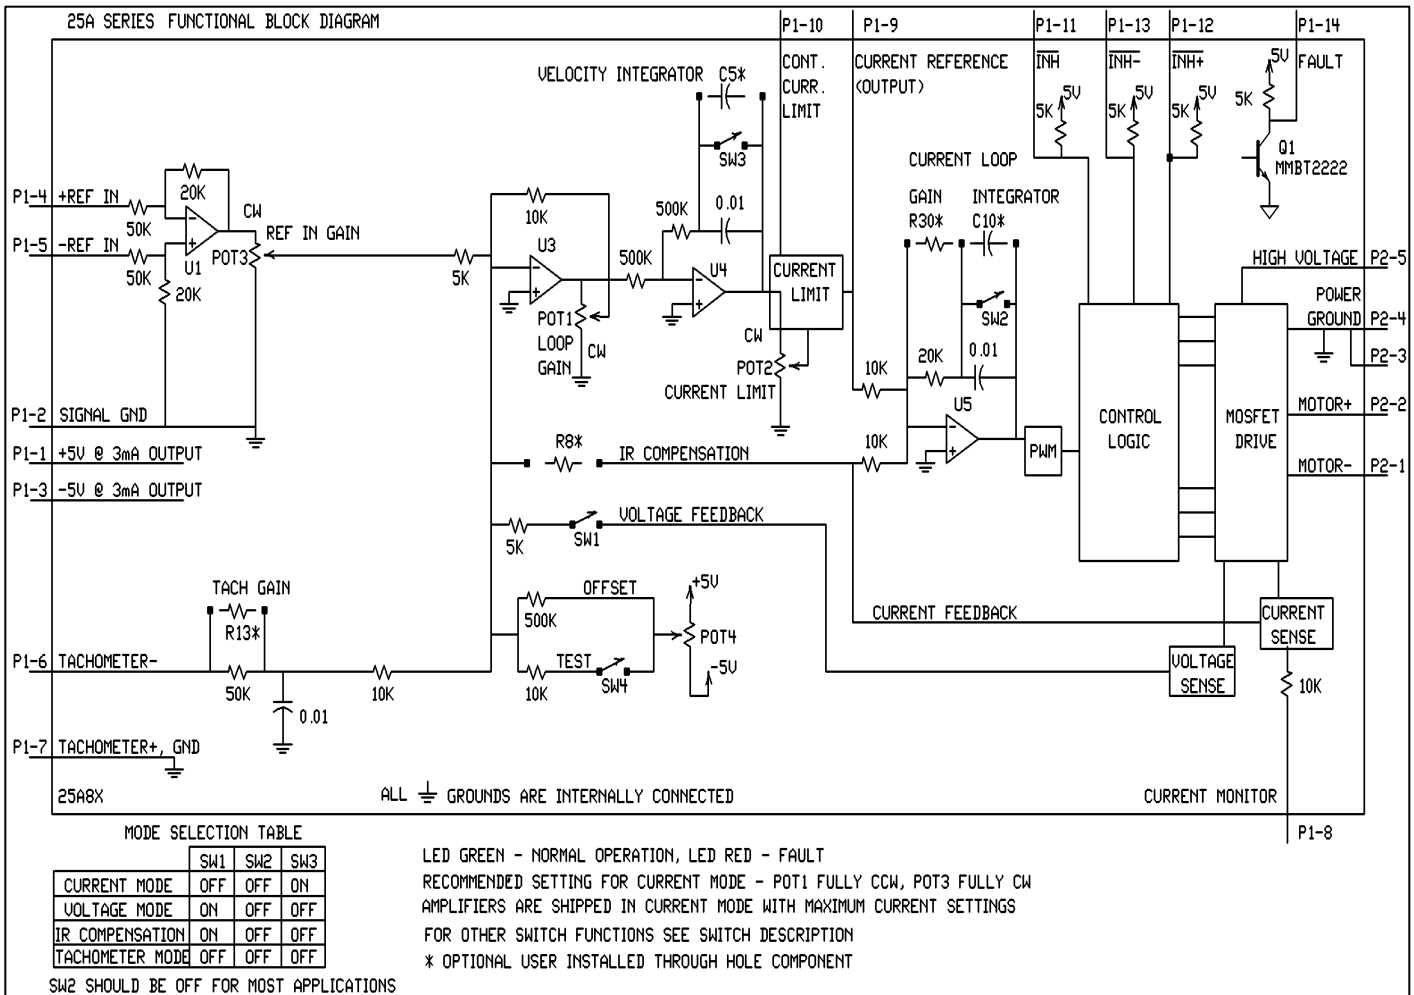 25A SERIES FUNCTIONAL BLOCK DIAGRAM
P1-10
P1-9
P1-11
P1-13
P1-12
P1-14
CONT.
CURR.
LIMIT
CURRENT REFERENCE
(OUTPUT)
INH
INH-
INH+
FAULT
5V
5V
5V
5V
5K
5K
5K
5K
VELOCITY INTEGRATOR C5*
SW3
Q1
MMBT2222
CURRENT LOOP
GAIN
R30*
INTEGRATOR
C10*
P1-4
+REF IN
20K
50K
CW
P1-5
-REF IN
REF IN GAIN
50K
U1
POT3
20K
5K
10K
U3
500K
0.01
500K
U4
CURRENT
LIMIT
POT1
LOOP
GAIN
CW
CW
POT2
CURRENT LIMIT
SW2
20K
0.01
10K
U5
HIGH VOLTAGE
P2-5
POWER
GROUND
P2-4
P2-3
P1-2
SIGNAL GND
CONTROL
LOGIC
MOSFET
DRIVE
MOTOR+
P2-2
P1-1
+5V @ 3mA OUTPUT
R8*
IR COMPENSATION
10K
PWM
MOTOR-
P2-1
P1-3
-5V @ 3mA OUTPUT
5K
SW1
VOLTAGE FEEDBACK
TACH GAIN
R13*
OFFSET
500K
+5V
POT4
CURRENT FEEDBACK
CURRENT
SENSE
P1-6
TACHOMETER-
50K
10K
TEST
10K
SW4
-5V
VOLTAGE
SENSE
10K
0.01
P1-7
TACHOMETER+, GND
25A8X
ALL GROUNDS ARE INTERNALLY CONNECTED
CURRENT MONITOR
P1-8
MODE SELECTION TABLE
SW1 SW2 SW3
CURRENT MODE OFF OFF ON
VOLTAGE MODE ON OFF OFF
IR COMPENSATION ON OFF OFF
TACHOMETER MODE OFF OFF OFF
SW2 SHOULD BE OFF FOR MOST APPLICATIONS
LED GREEN - NORMAL OPERATION, LED RED - FAULT
RECOMMENDED SETTING FOR CURRENT MODE - POT1 FULLY CCW, POT3 FULLY CW
AMPLIFIERS ARE SHIPPED IN CURRENT MODE WITH MAXIMUM CURRENT SETTINGS
FOR OTHER SWITCH FUNCTIONS SEE SWITCH DESCRIPTION
* OPTIONAL USER INSTALLED THROUGH HOLE COMPONENT